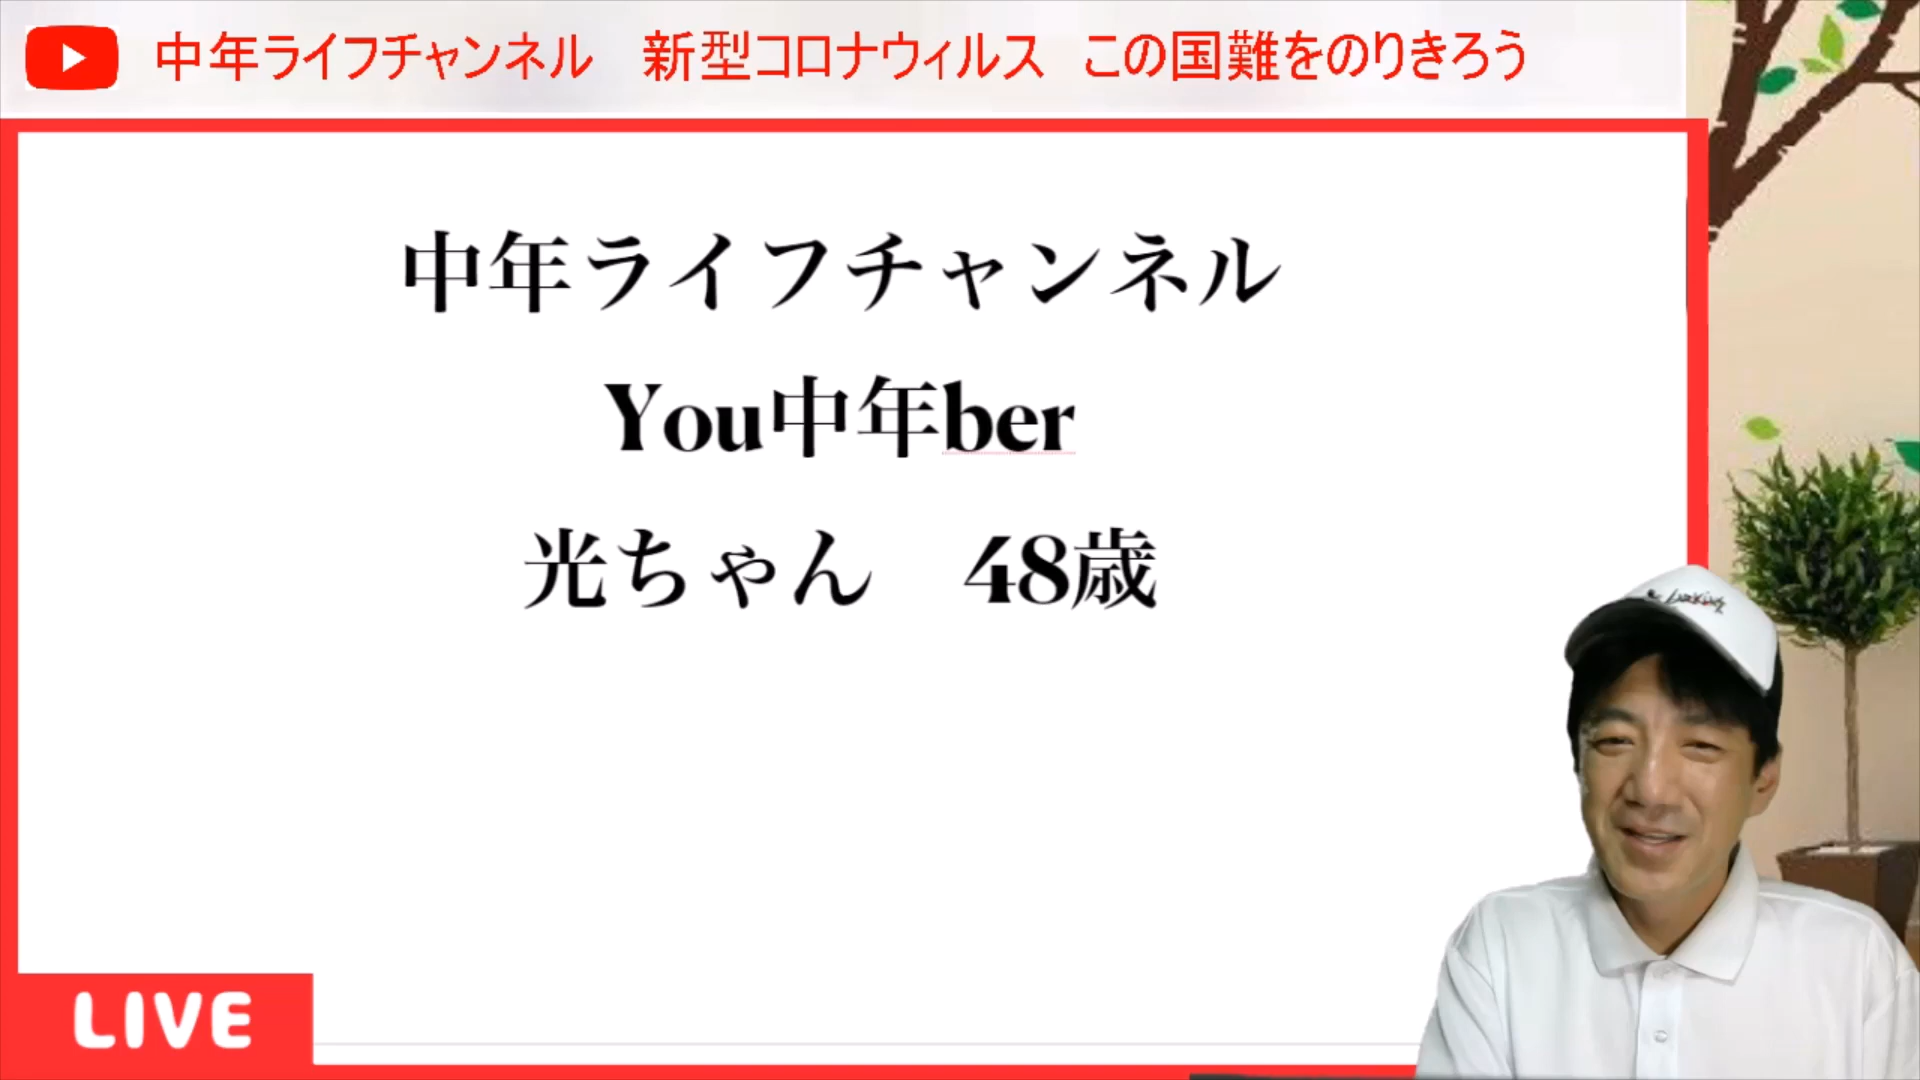 中年ライフチャンネル　新型コロナウィルス　この国難をのりきろう
中年ライフチャンネル
You中年ber
光ちゃん　48歳
LIVE